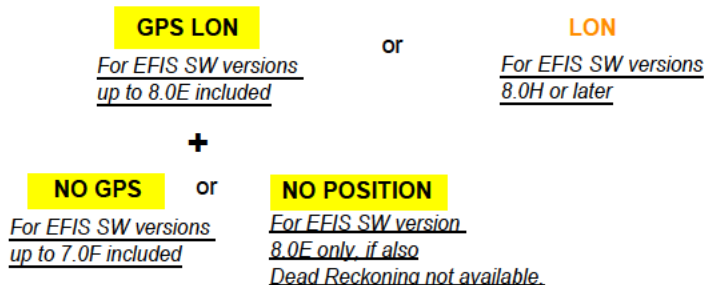 GPS LON or LON
For EFIS SW versions
up to 8.0E included
For EFIS SW versions
8.0H or later
+
NO GPS or NO POSITION
For EFIS SW versions
up to 7.0F included
For EFIS SW version
8.0E only, if also
Dead Reckoning not available.